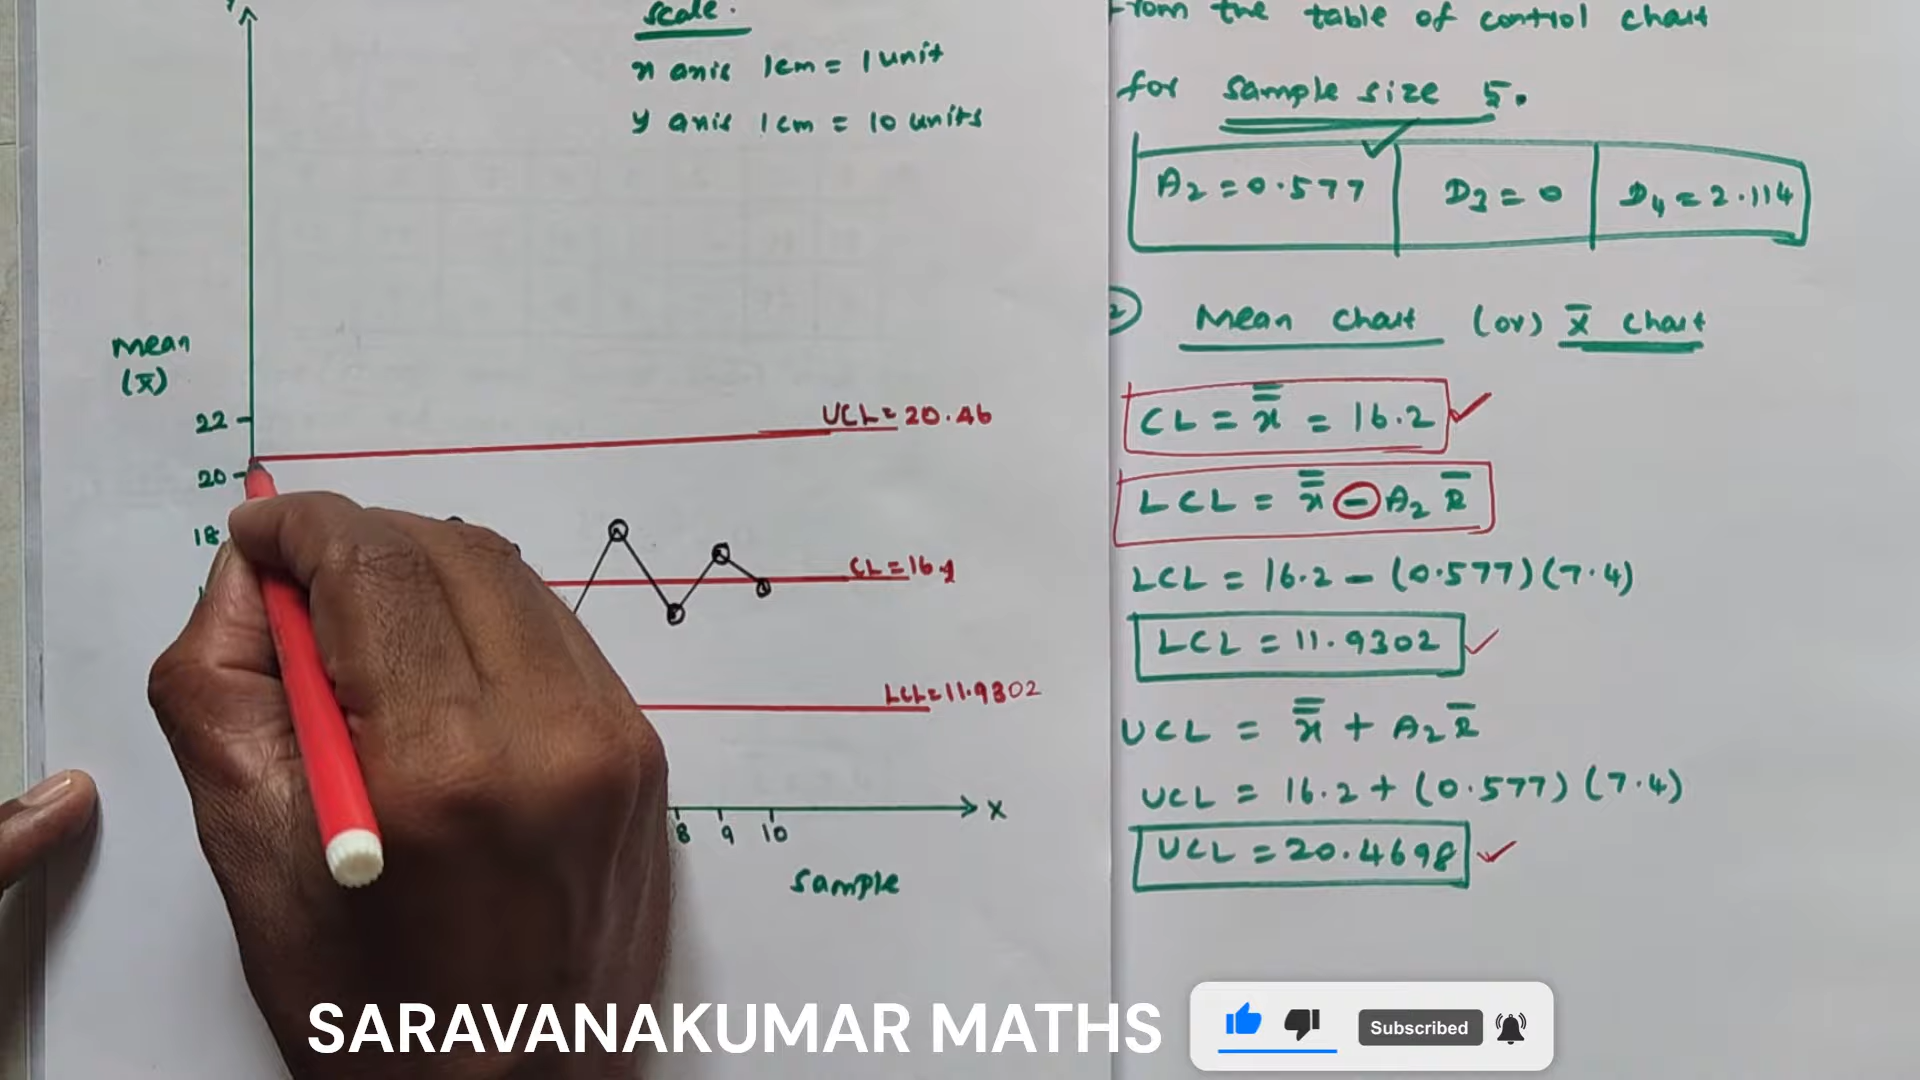 scale.
x axis 1cm = 1 unit
y axis 1cm = 10 units
Mean
(x̄)
22
20
18
UCL = 20.46
CL = 16.2
LCL = 11.9302
8 9 10
X
Sample
From the table of control chart
for sample size 5.
A₂ = 0.577 D₃ = 0 D₄ = 2.114
Mean chart (or) x̄ chart
CL = x̿ = 16.2
LCL = x̿ - A₂ R̄
LCL = 16.2 - (0.577)(7.4)
LCL = 11.9302
UCL = x̿ + A₂ R̄
UCL = 16.2 + (0.577)(7.4)
UCL = 20.4698
SARAVANAKUMAR MATHS
Subscribed